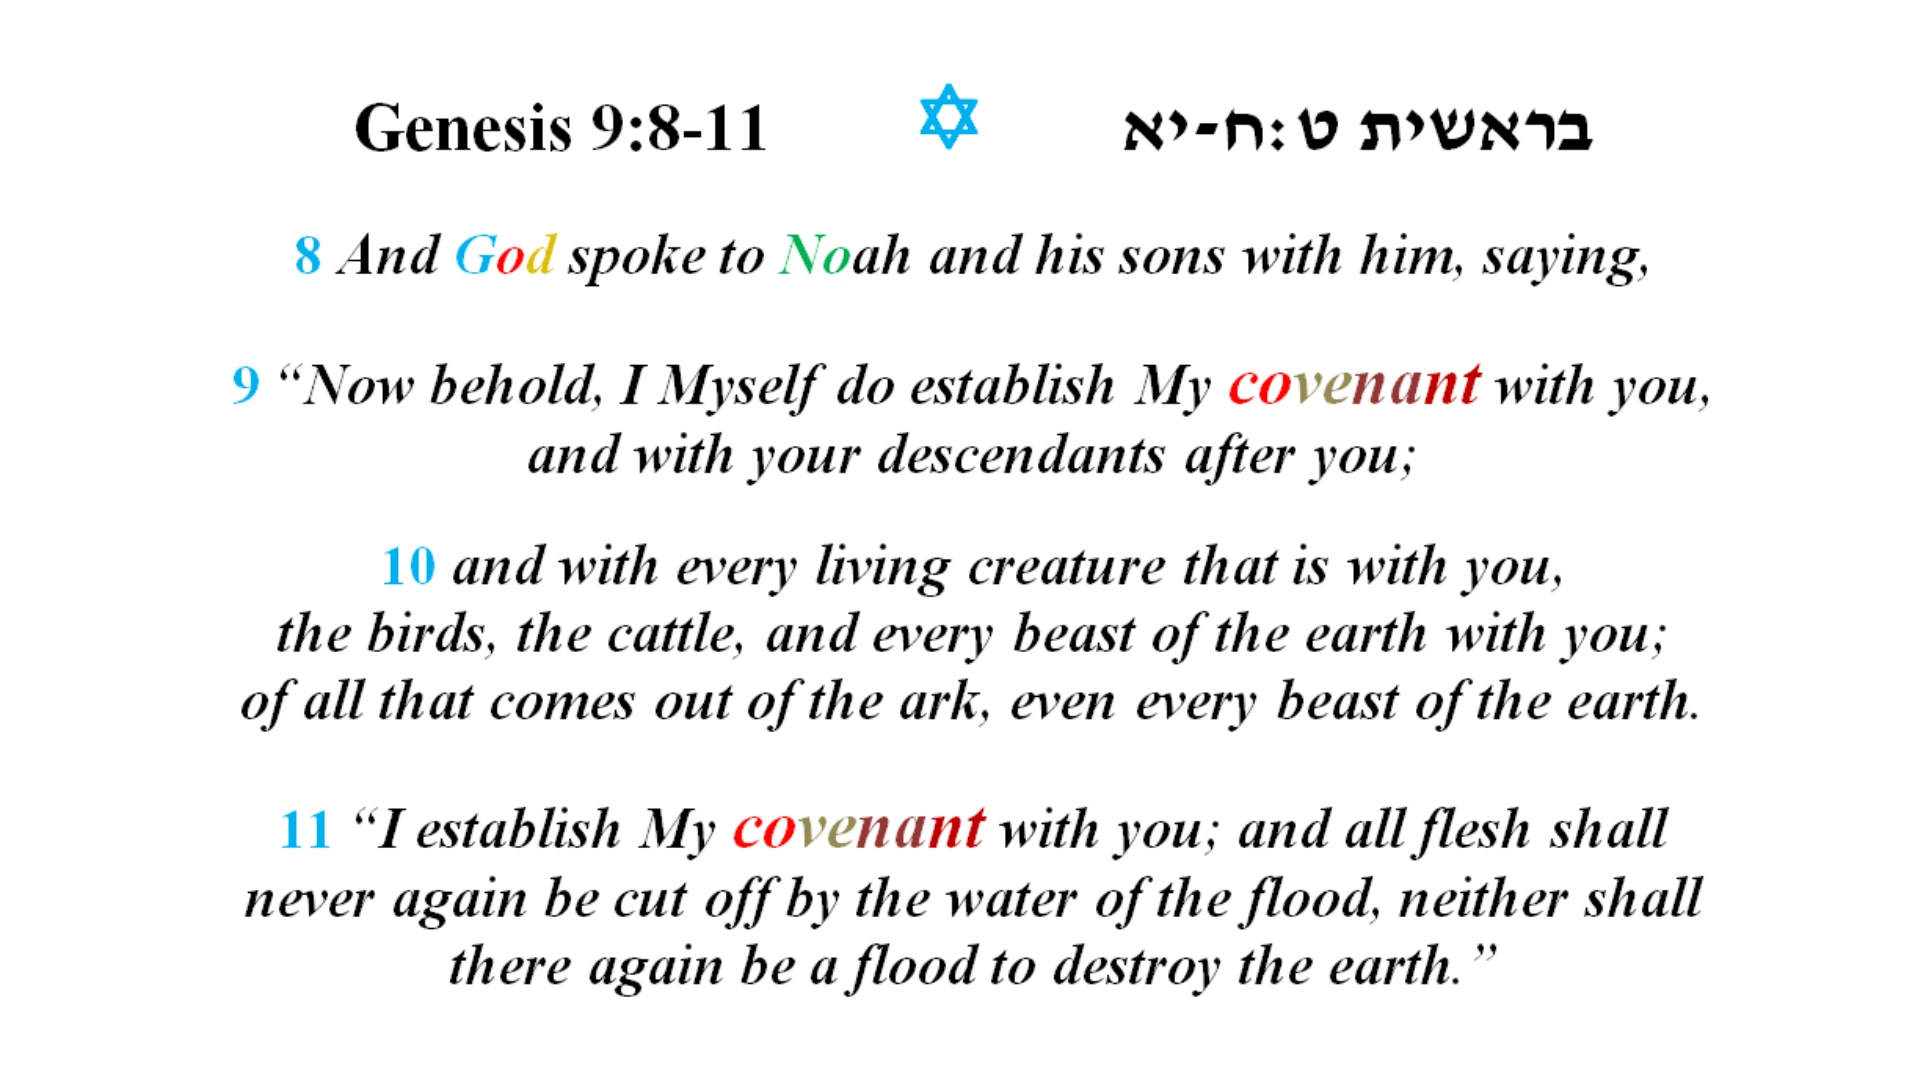 Genesis 9:8-11 ✡ בראשית ט:ח-יא
8 And God spoke to Noah and his sons with him, saying,
9 “Now behold, I Myself do establish My covenant with you,
and with your descendants after you;
10 and with every living creature that is with you,
the birds, the cattle, and every beast of the earth with you;
of all that comes out of the ark, even every beast of the earth.
11 “I establish My covenant with you; and all flesh shall
never again be cut off by the water of the flood, neither shall
there again be a flood to destroy the earth.”